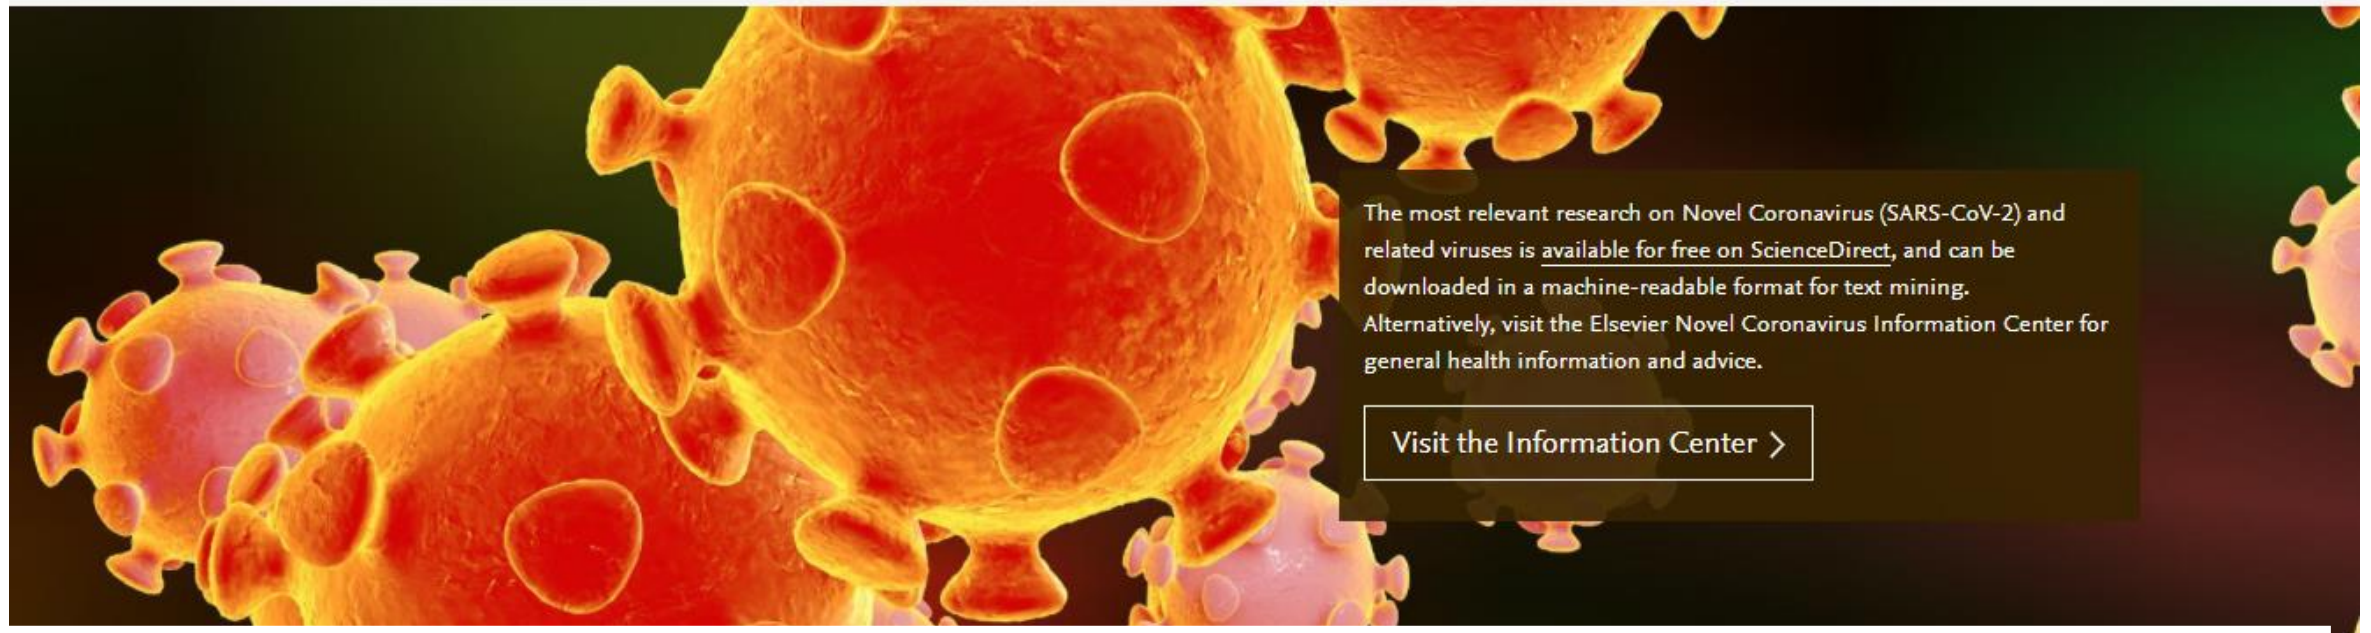 The most relevant research on Novel Coronavirus (SARS-CoV-2) and
related viruses is available for free on ScienceDirect, and can be
downloaded in a machine-readable format for text mining.
Alternatively, visit the Elsevier Novel Coronavirus Information Center for
general health information and advice.
Visit the Information Center >